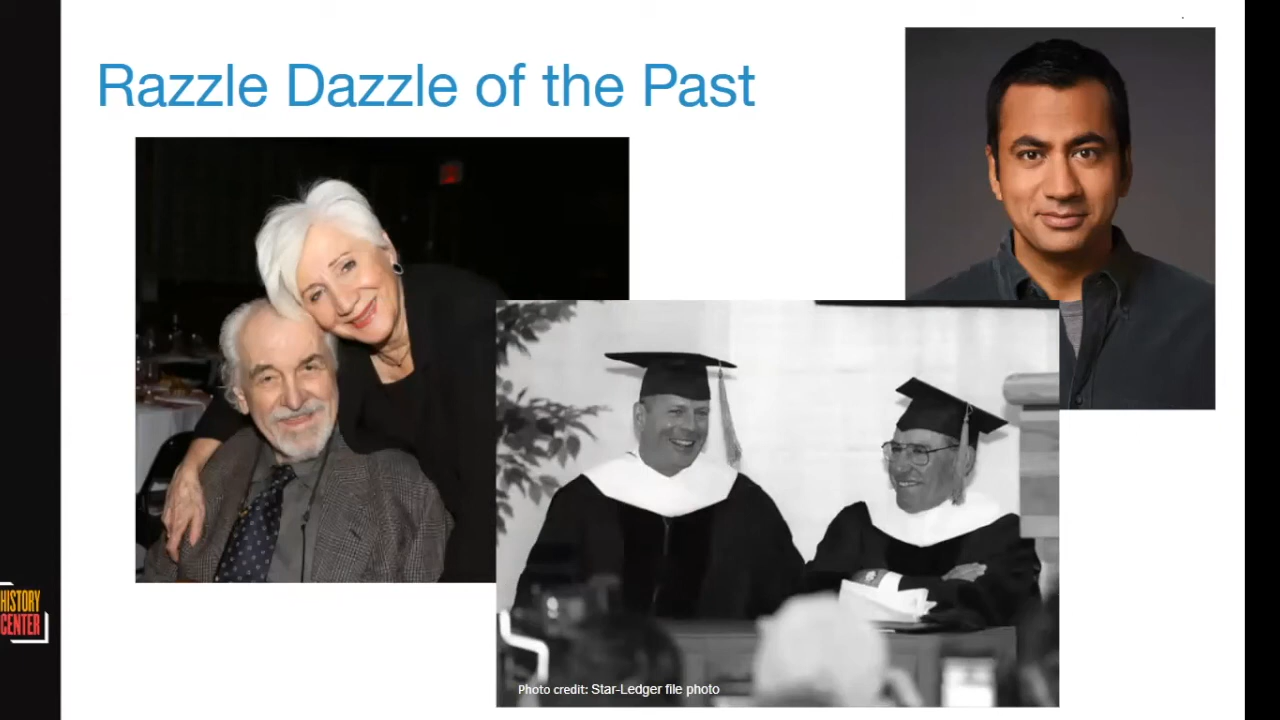 Razzle Dazzle of the Past
HISTORY
CENTER
Photo credit: Star-Ledger file photo